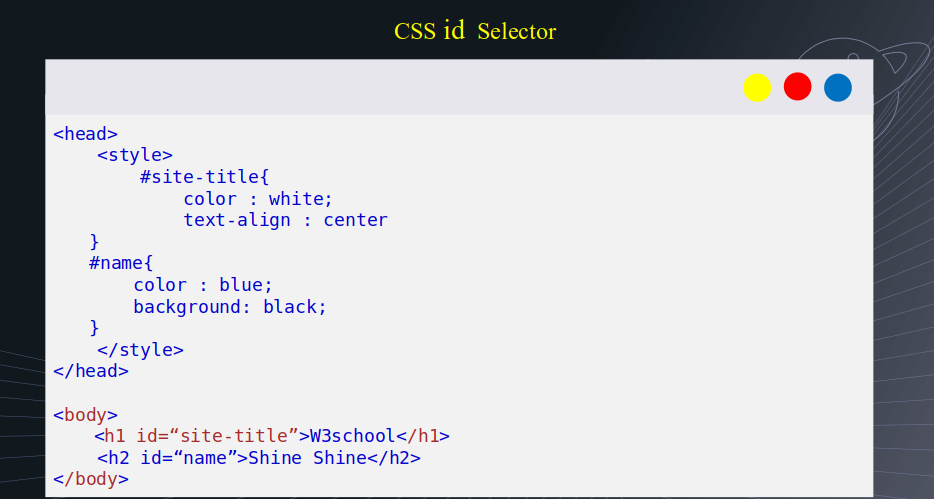 CSS id Selector
<head>
<style>
#site-title{
color : white;
text-align : center
}
#name{
color : blue;
background: black;
}
</style>
</head>
<body>
<h1 id=“site-title”>W3school</h1>
<h2 id=“name”>Shine Shine</h2>
</body>